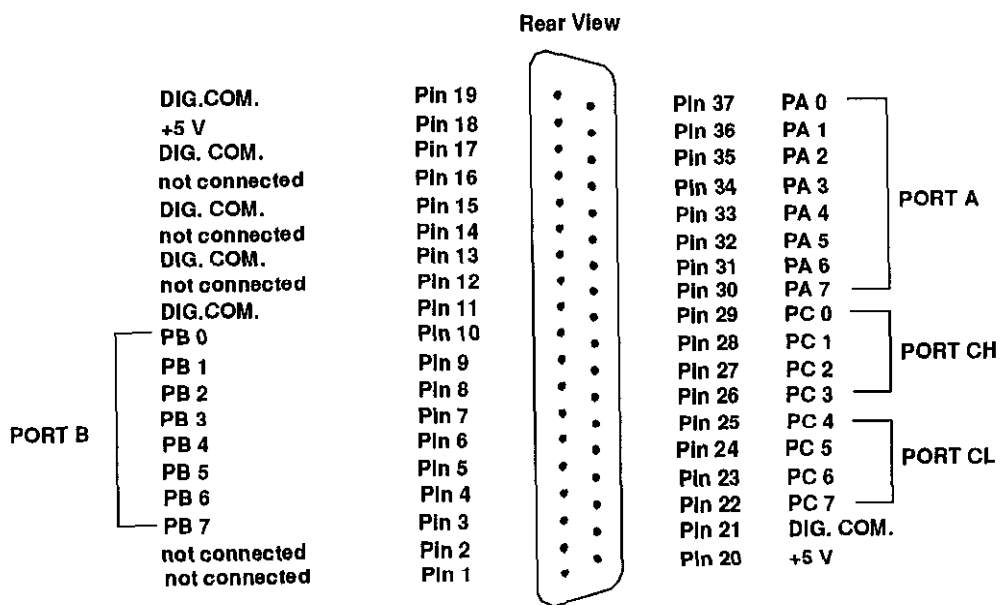 Rear View
DIG.COM. Pin 19
+5 V Pin 18
DIG. COM. Pin 17
not connected Pin 16
DIG. COM. Pin 15
not connected Pin 14
DIG. COM. Pin 13
not connected Pin 12
DIG.COM. Pin 11
PB 0 Pin 10
PB 1 Pin 9
PB 2 Pin 8
PB 3 Pin 7
PB 4 Pin 6
PB 5 Pin 5
PB 6 Pin 4
PB 7 Pin 3
not connected Pin 2
not connected Pin 1
PORT B
Pin 37 PA 0
Pin 36 PA 1
Pin 35 PA 2
Pin 34 PA 3
Pin 33 PA 4
Pin 32 PA 5
Pin 31 PA 6
Pin 30 PA 7
Pin 29 PC 0
Pin 28 PC 1
Pin 27 PC 2
Pin 26 PC 3
Pin 25 PC 4
Pin 24 PC 5
Pin 23 PC 6
Pin 22 PC 7
Pin 21 DIG. COM.
Pin 20 +5 V
PORT A
PORT CH
PORT CL